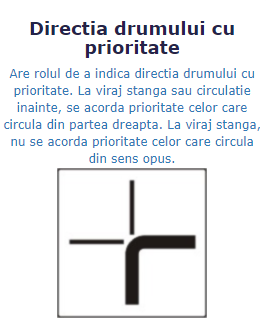 Directia drumului cu
prioritate
Are rolul de a indica directia drumului cu
prioritate. La viraj stanga sau circulatie
inainte, se acorda prioritate celor care
circula din partea dreapta. La viraj stanga,
nu se acorda prioritate celor care circula
din sens opus.